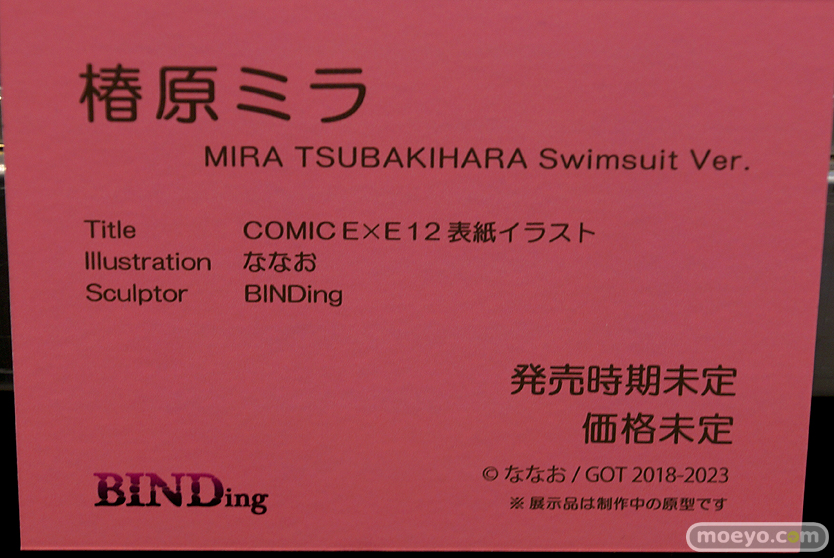 椿原ミラ
MIRA TSUBAKIHARA Swimsuit Ver.
Title COMIC E×E 12 表紙イラスト
Illustration ななお
Sculptor BINDing
発売時期未定
価格未定
© ななお / GOT 2018-2023
※ 展示品は制作中の原型です
BINDing
moeyo.com